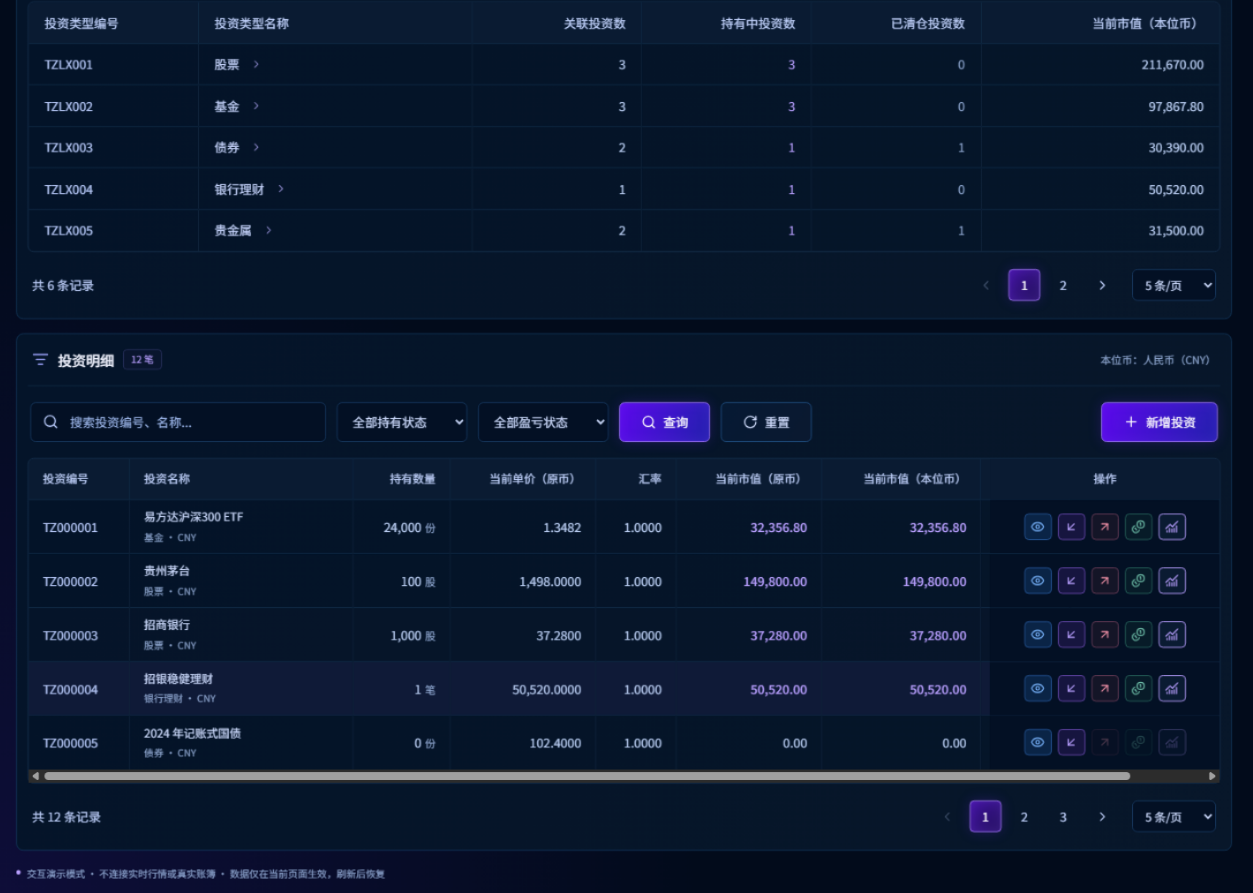 投资类型编号 投资类型名称 关联投资数 持有中投资数 已清仓投资数 当前市值（本位币）
TZLX001 股票 > 3 3 0 211,670.00
TZLX002 基金 > 3 3 0 97,867.80
TZLX003 债券 > 2 1 1 30,390.00
TZLX004 银行理财 > 1 1 0 50,520.00
TZLX005 贵金属 > 2 1 1 31,500.00
共 6 条记录 < 1 2 > 5 条/页
投资明细 12 笔 本位币：人民币（CNY）
搜索投资编号、名称... 全部持有状态 全部盈亏状态 查询 重置 + 新增投资
投资编号 投资名称 持有数量 当前单价（原币） 汇率 当前市值（原币） 当前市值（本位币） 操作
TZ000001 易方达沪深300 ETF 24,000 份 1.3482 1.0000 32,356.80 32,356.80
基金 · CNY
TZ000002 贵州茅台 100 股 1,498.0000 1.0000 149,800.00 149,800.00
股票 · CNY
TZ000003 招商银行 1,000 股 37.2800 1.0000 37,280.00 37,280.00
股票 · CNY
TZ000004 招银稳健理财 1 笔 50,520.0000 1.0000 50,520.00 50,520.00
银行理财 · CNY
TZ000005 2024 年记账式国债 0 份 102.4000 1.0000 0.00 0.00
债券 · CNY
共 12 条记录 < 1 2 3 > 5 条/页
交互演示模式 · 不连接实时行情或真实账簿 · 数据仅在当前页面生效，刷新后恢复